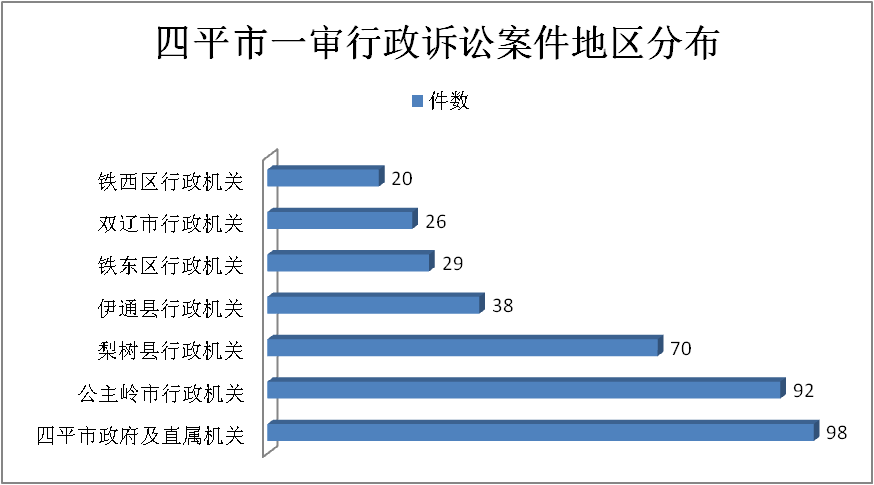 四平市一审行政诉讼案件地区分布
件数
铁西区行政机关 20
双辽市行政机关 26
铁东区行政机关 29
伊通县行政机关 38
梨树县行政机关 70
公主岭市行政机关 92
四平市政府及直属机关 98